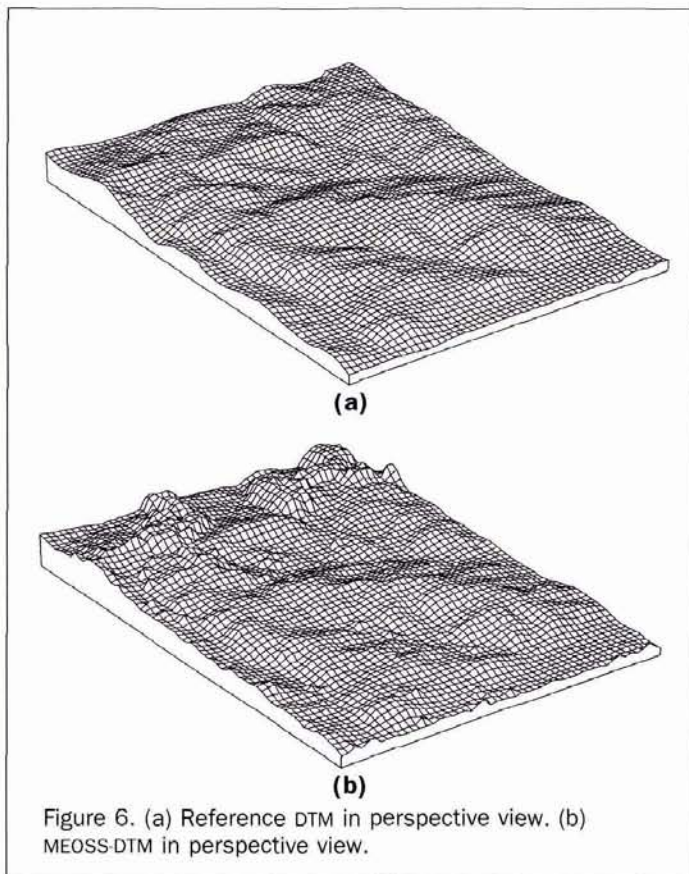 (a)
(b)
Figure 6. (a) Reference DTM in perspective view. (b)
MEOSS-DTM in perspective view.